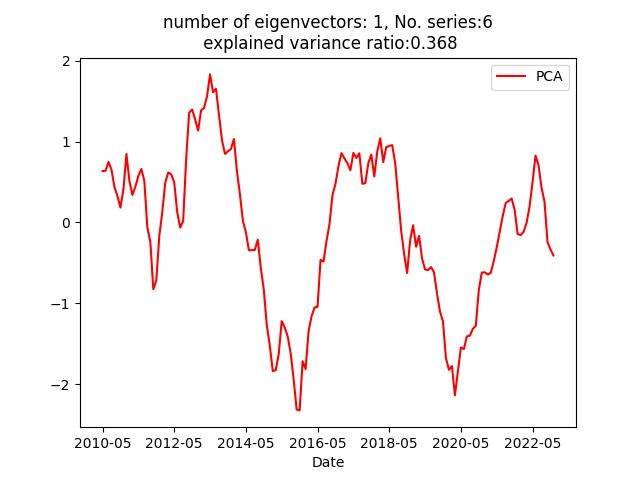 number of eigenvectors: 1, No. series:6
explained variance ratio:0.368
PCA
2
1
0
−1
−2
2010-05 2012-05 2014-05 2016-05 2018-05 2020-05 2022-05
Date